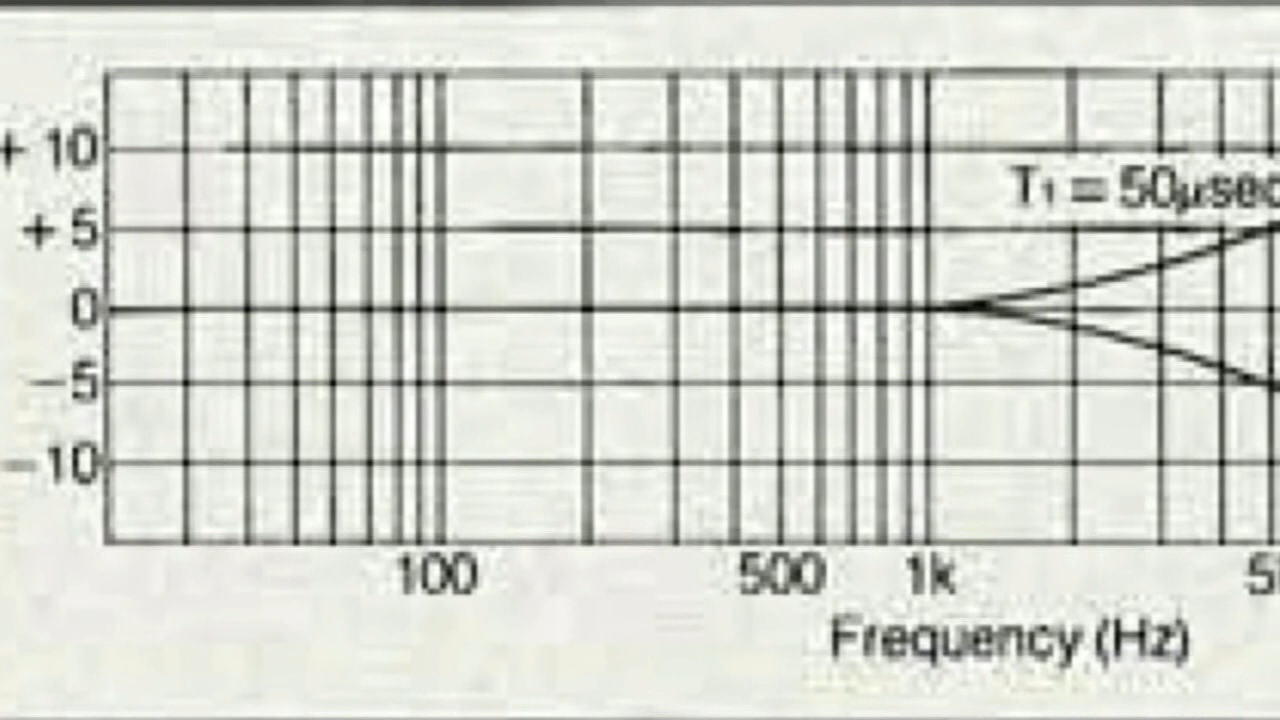 + 10
T₁ = 50μsec
+ 5
0
−5
−10
100 500 1k
Frequency (Hz)